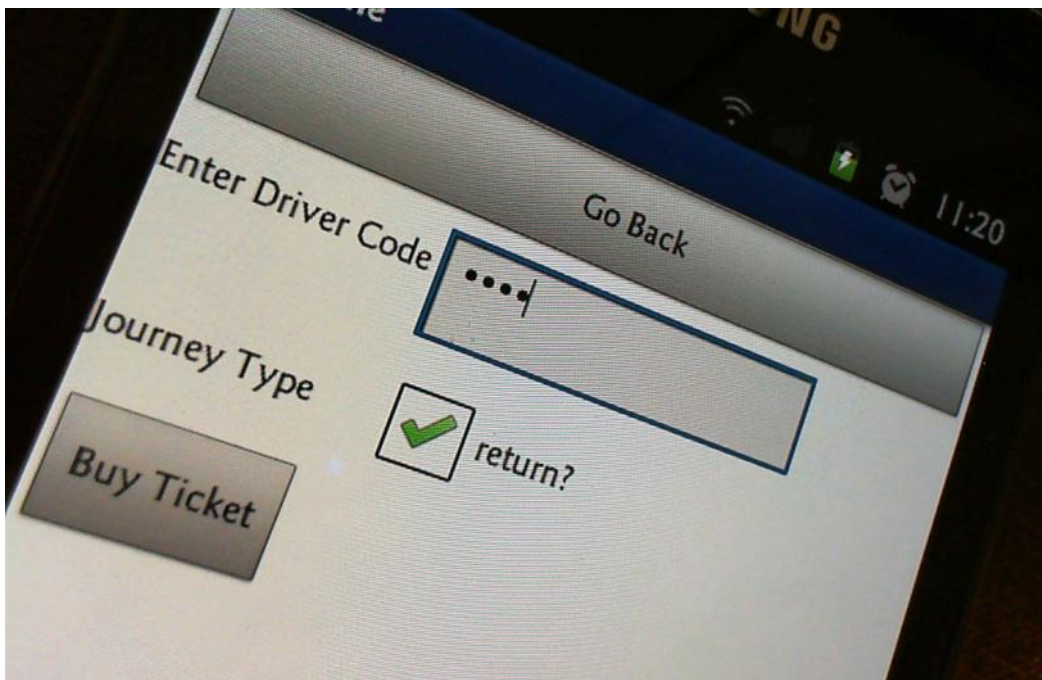 11:20
Go Back
Enter Driver Code ••••
Journey Type
return?
Buy Ticket